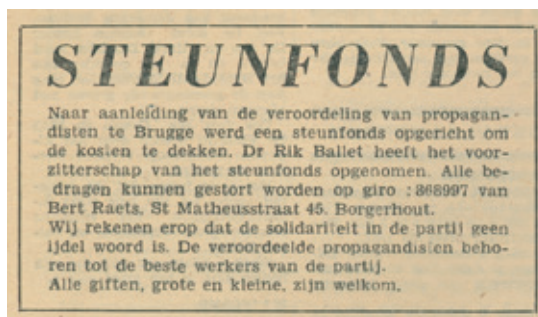 STEUNFONDS
Naar aanleiding van de veroordeling van propagan-
disten te Brugge werd een steunfonds opgericht om
de kosten te dekken. Dr Rik Ballet heeft het voor-
zitterschap van het steunfonds opgenomen. Alle be-
dragen kunnen gestort worden op giro : 368997 van
Bert Raets, St Matheusstraat 45. Borgerhout.
Wij rekenen erop dat de solidariteit in de partij geen
ijdel woord is. De veroordeelde propagandisten beho-
ren tot de beste werkers van de partij.
Alle giften, grote en kleine, zijn welkom.